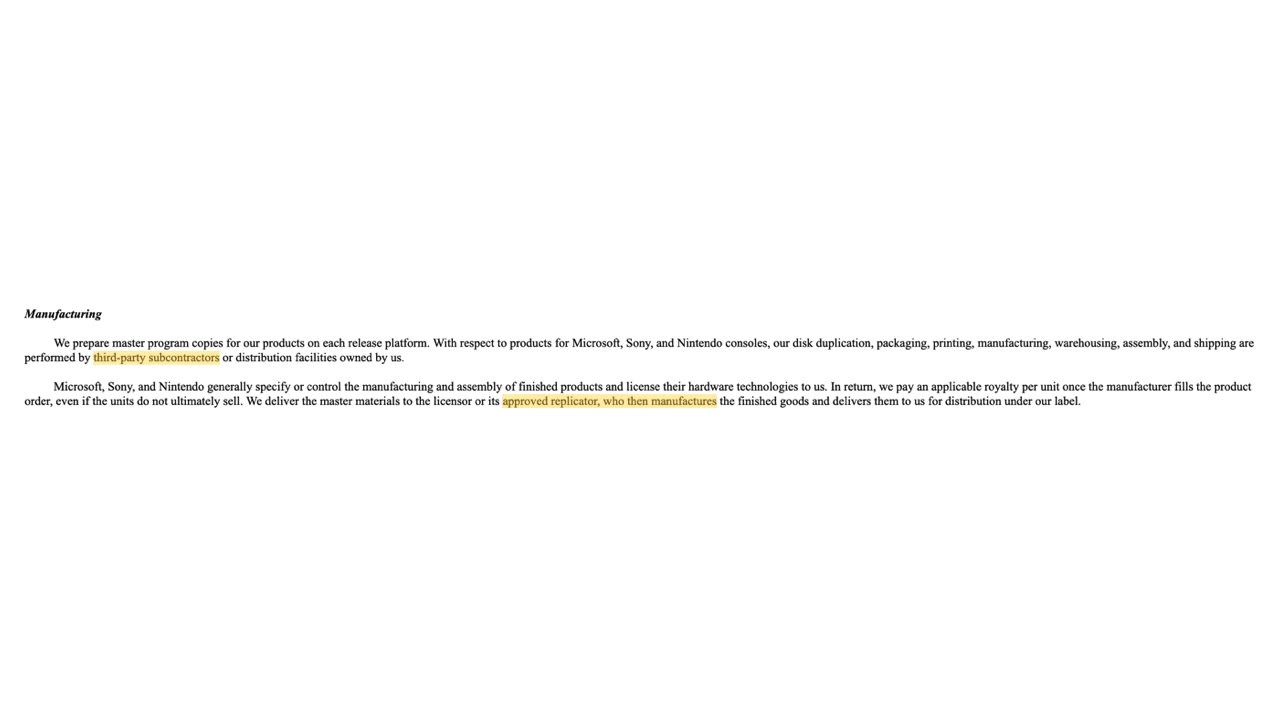 Manufacturing
We prepare master program copies for our products on each release platform. With respect to products for Microsoft, Sony, and Nintendo consoles, our disk duplication, packaging, printing, manufacturing, warehousing, assembly, and shipping are
performed by third-party subcontractors or distribution facilities owned by us.
Microsoft, Sony, and Nintendo generally specify or control the manufacturing and assembly of finished products and license their hardware technologies to us. In return, we pay an applicable royalty per unit once the manufacturer fills the product
order, even if the units do not ultimately sell. We deliver the master materials to the licensor or its approved replicator, who then manufactures the finished goods and delivers them to us for distribution under our label.